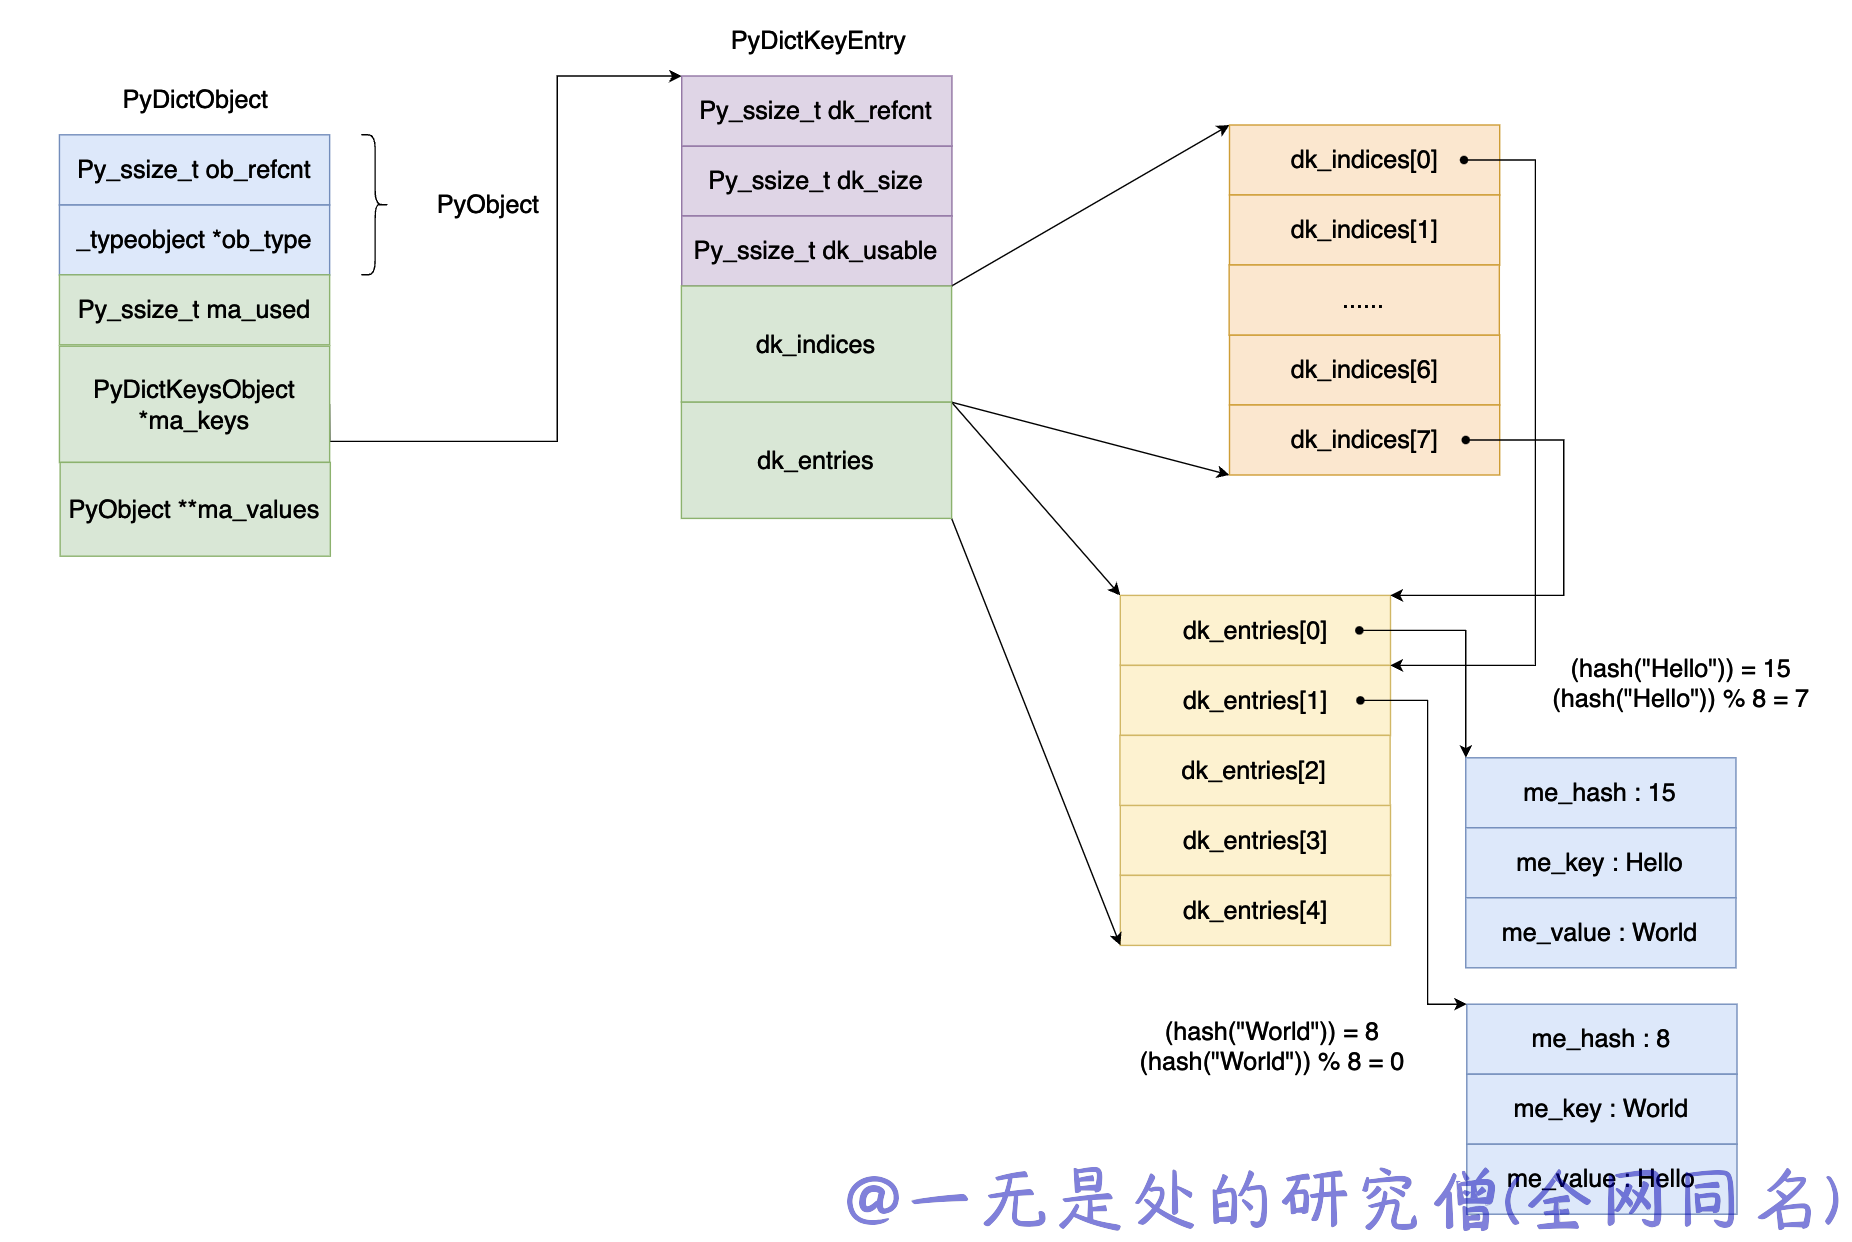 PyDictObject
Py_ssize_t ob_refcnt
_typeobject *ob_type
Py_ssize_t ma_used
PyDictKeysObject
*ma_keys
PyObject **ma_values
PyObject
PyDictKeyEntry
Py_ssize_t dk_refcnt
Py_ssize_t dk_size
Py_ssize_t dk_usable
dk_indices
dk_entries
dk_indices[0]
dk_indices[1]
......
dk_indices[6]
dk_indices[7]
dk_entries[0]
dk_entries[1]
dk_entries[2]
dk_entries[3]
dk_entries[4]
(hash("Hello")) = 15
(hash("Hello")) % 8 = 7
me_hash : 15
me_key : Hello
me_value : World
(hash("World")) = 8
(hash("World")) % 8 = 0
me_hash : 8
me_key : World
me_value : Hello
@一无是处的研究僧(全网同名)